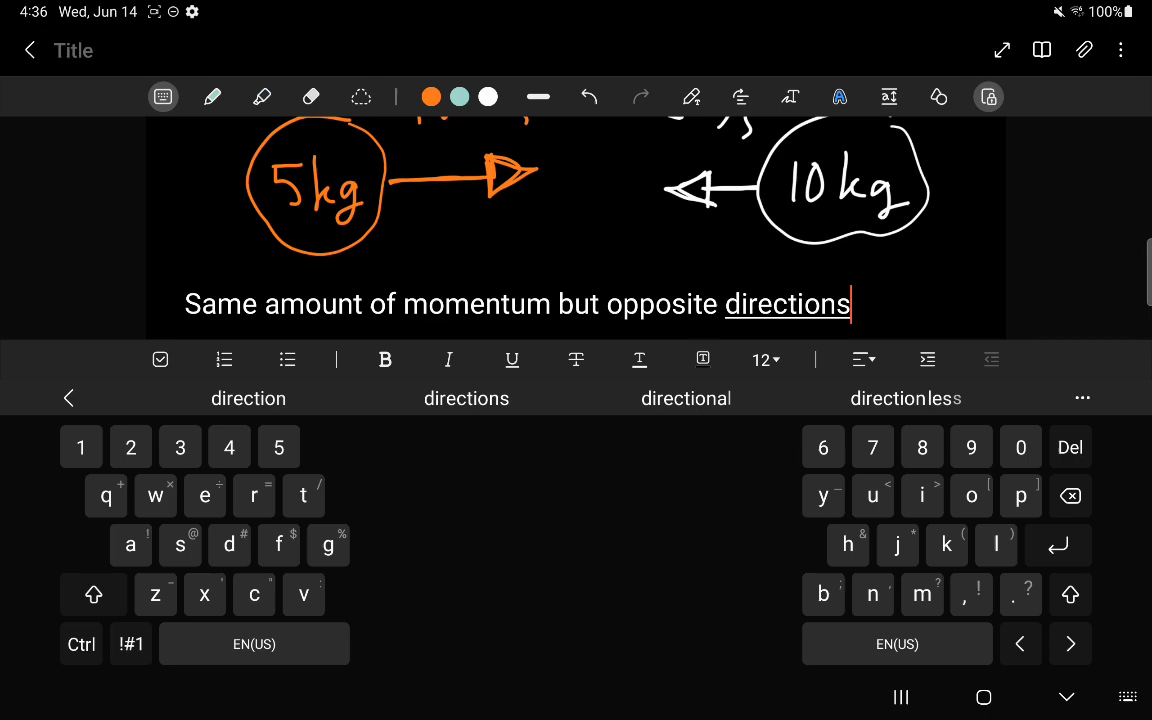 4:36 Wed, Jun 14 100%
Title
5kg 10kg
Same amount of momentum but opposite directions
B I U T T T 12
direction directions directional directionless ...
1 2 3 4 5 6 7 8 9 0 Del
q + w × e ÷ r = t / y _ u < i > o [ p ]
a ! s @ d # f $ g % h & j * k ( l )
z - x ' c " v : b ; n , m ? , ! . ?
Ctrl !#1 EN(US) EN(US) < >